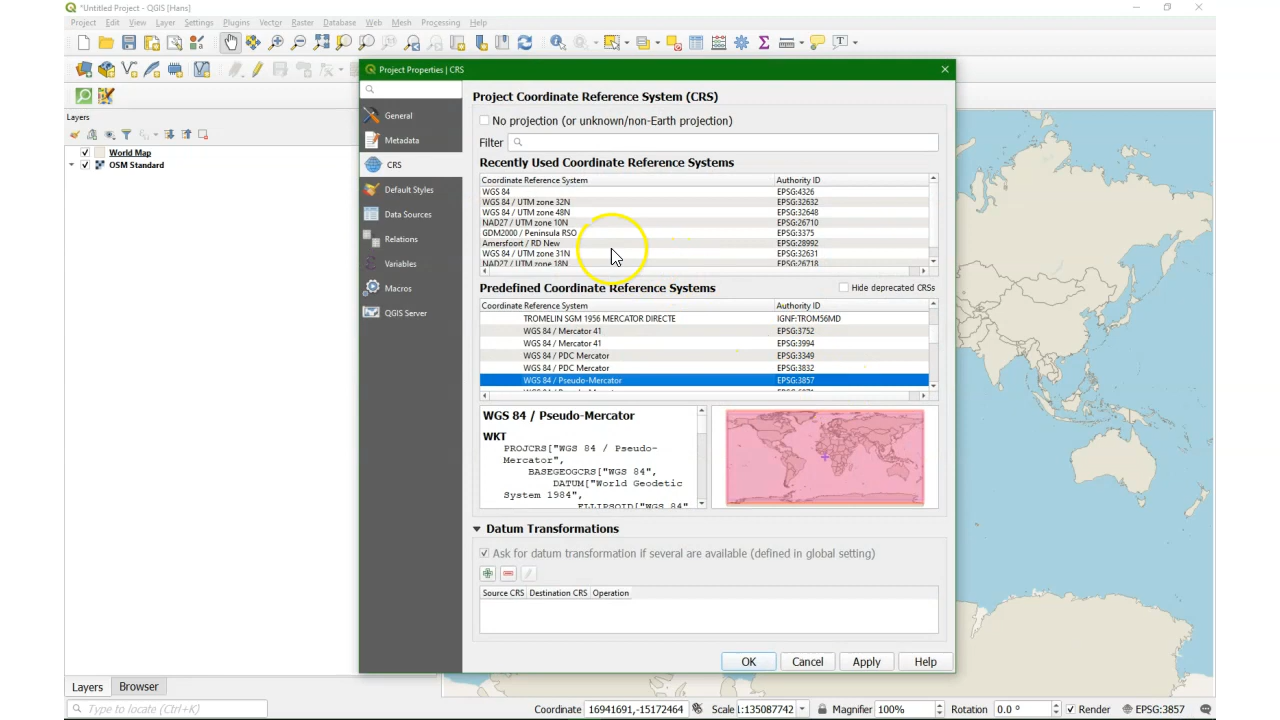 *Untitled Project - QGIS [Hans]
Project Edit View Layer Settings Plugins Vector Raster Database Web Mesh Processing Help
Project Properties | CRS
Layers
World Map
OSM Standard
General
Metadata
CRS
Default Styles
Data Sources
Relations
Variables
Macros
QGIS Server
Project Coordinate Reference System (CRS)
No projection (or unknown/non-Earth projection)
Filter
Recently Used Coordinate Reference Systems
Coordinate Reference System Authority ID
WGS 84 EPSG:4326
WGS 84 / UTM zone 32N EPSG:32632
WGS 84 / UTM zone 48N EPSG:32648
NAD27 / UTM zone 10N EPSG:26710
GDM2000 / Peninsula RSO EPSG:3375
Amersfoort / RD New EPSG:28992
WGS 84 / UTM zone 31N EPSG:32631
NAD27 / UTM zone 18N EPSG:26718
Predefined Coordinate Reference Systems Hide deprecated CRSs
Coordinate Reference System Authority ID
TROMELIN SGM 1956 MERCATOR DIRECTE IGNF:TROM56MD
WGS 84 / Mercator 41 EPSG:3752
WGS 84 / Mercator 41 EPSG:3994
WGS 84 / PDC Mercator EPSG:3349
WGS 84 / PDC Mercator EPSG:3832
WGS 84 / Pseudo-Mercator EPSG:3857
WGS 84 / Pseudo-Mercator
WKT
PROJCRS["WGS 84 / Pseudo-
Mercator",
BASEGEOGCRS["WGS 84",
DATUM["World Geodetic
System 1984",
ELLIPSOID["WGS 84"
Datum Transformations
Ask for datum transformation if several are available (defined in global setting)
Source CRS Destination CRS Operation
OK Cancel Apply Help
Layers Browser
Type to locate (Ctrl+K) Coordinate 16941691,-15172464 Scale 1:135087742 Magnifier 100% Rotation 0.0 ° Render EPSG:3857